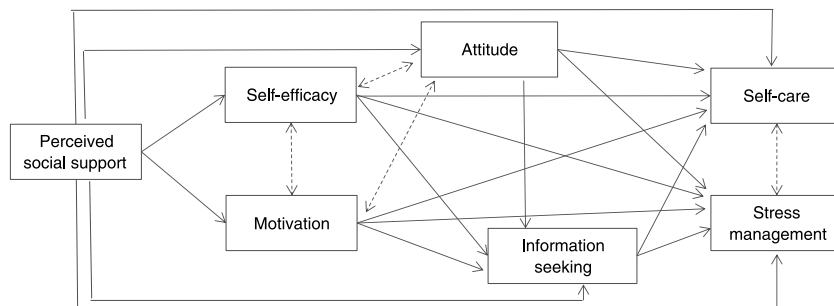 Attitude
Self-efficacy
Self-care
Perceived
social support
Motivation
Stress
management
Information
seeking